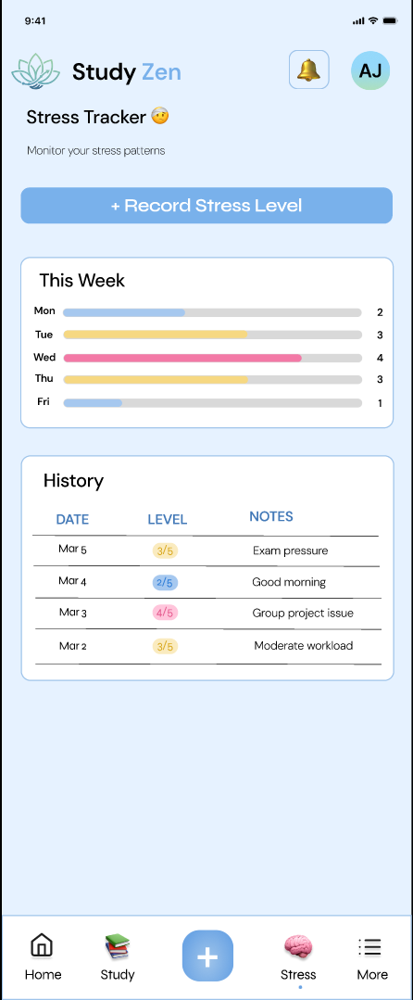 9:41
Study Zen
AJ
Stress Tracker
Monitor your stress patterns
+ Record Stress Level
This Week
Mon 2
Tue 3
Wed 4
Thu 3
Fri 1
History
DATE LEVEL NOTES
Mar 5 3/5 Exam pressure
Mar 4 2/5 Good morning
Mar 3 4/5 Group project issue
Mar 2 3/5 Moderate workload
+
Home Study Stress More